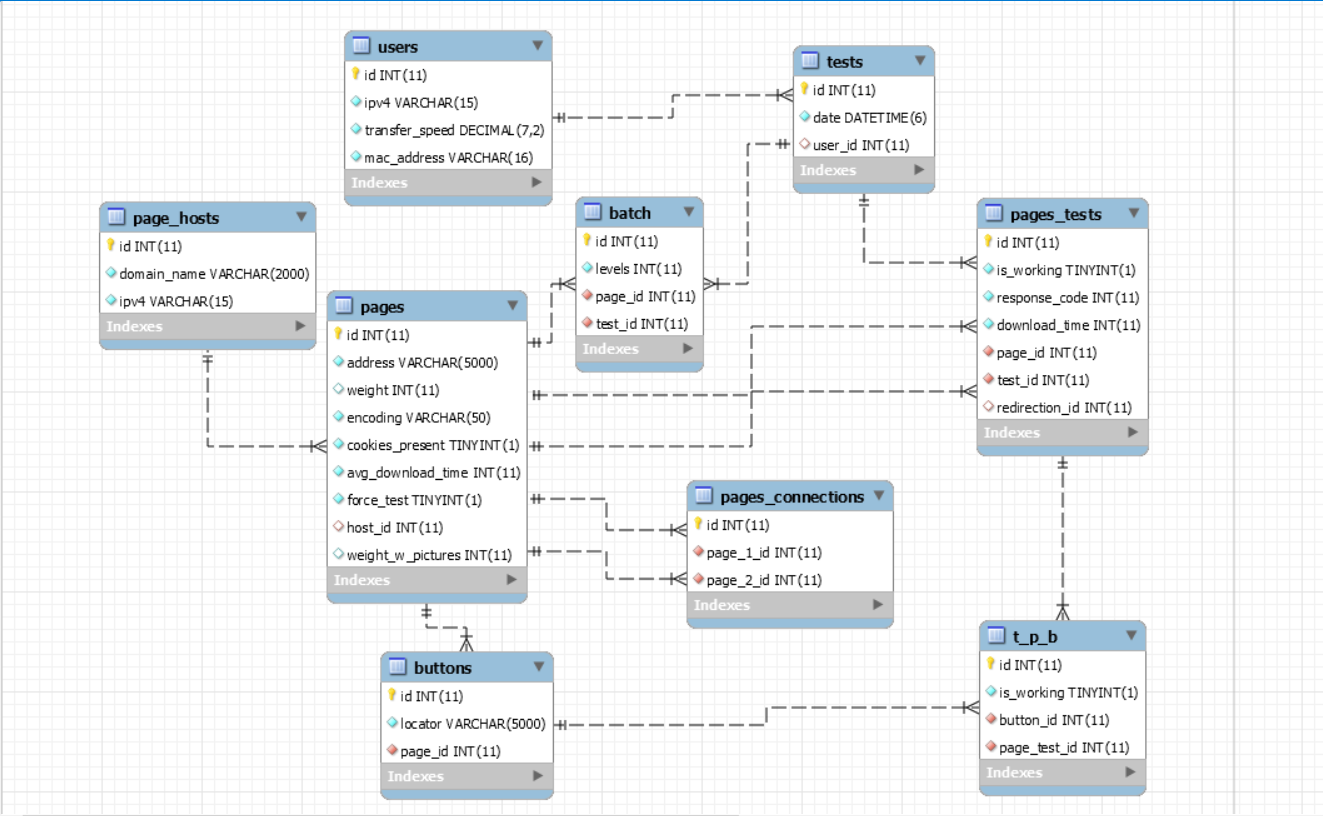 users
id INT(11)
ipv4 VARCHAR(15)
transfer_speed DECIMAL(7,2)
mac_address VARCHAR(16)
Indexes
tests
id INT(11)
date DATETIME(6)
user_id INT(11)
Indexes
page_hosts
id INT(11)
domain_name VARCHAR(2000)
ipv4 VARCHAR(15)
Indexes
batch
id INT(11)
levels INT(11)
page_id INT(11)
test_id INT(11)
Indexes
pages_tests
id INT(11)
is_working TINYINT(1)
response_code INT(11)
download_time INT(11)
page_id INT(11)
test_id INT(11)
redirection_id INT(11)
Indexes
pages
id INT(11)
address VARCHAR(5000)
weight INT(11)
encoding VARCHAR(50)
cookies_present TINYINT(1)
avg_download_time INT(11)
force_test TINYINT(1)
host_id INT(11)
weight_w_pictures INT(11)
Indexes
pages_connections
id INT(11)
page_1_id INT(11)
page_2_id INT(11)
Indexes
buttons
id INT(11)
locator VARCHAR(5000)
page_id INT(11)
Indexes
t_p_b
id INT(11)
is_working TINYINT(1)
button_id INT(11)
page_test_id INT(11)
Indexes